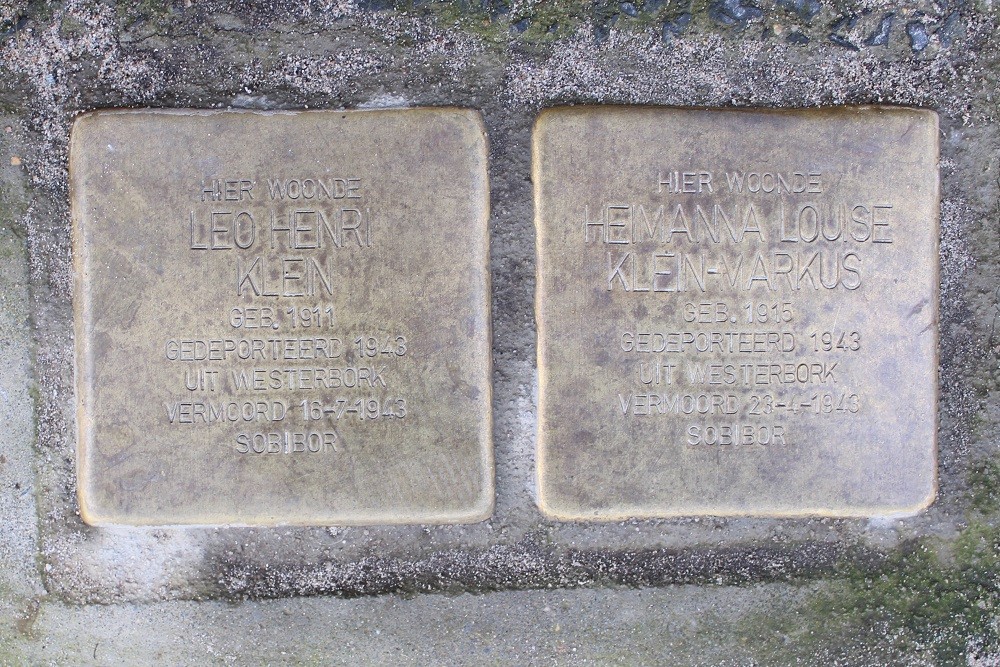 HIER WOONDE
LEO HENRI
KLEIN
GEB. 1911
GEDEPORTEERD 1943
UIT WESTERBORK
VERMOORD 16-7-1943
SOBIBOR
HIER WOONDE
HEIMANNA LOUISE
KLEIN-MARKUS
GEB. 1915
GEDEPORTEERD 1943
UIT WESTERBORK
VERMOORD 23-4-1943
SOBIBOR